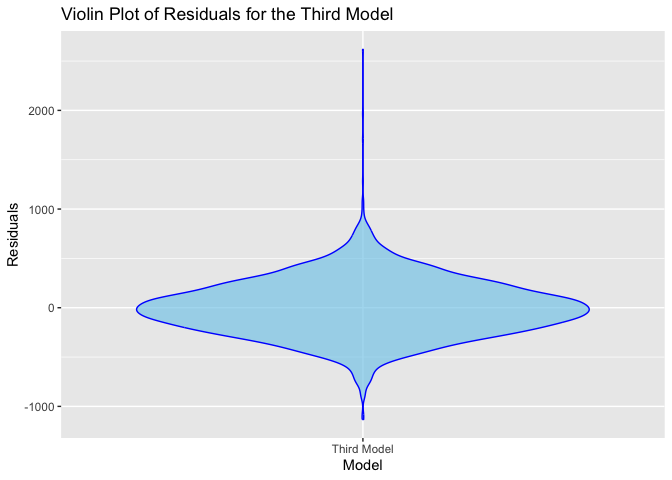 Violin Plot of Residuals for the Third Model
2000
1000
0
-1000
Residuals
Third Model
Model